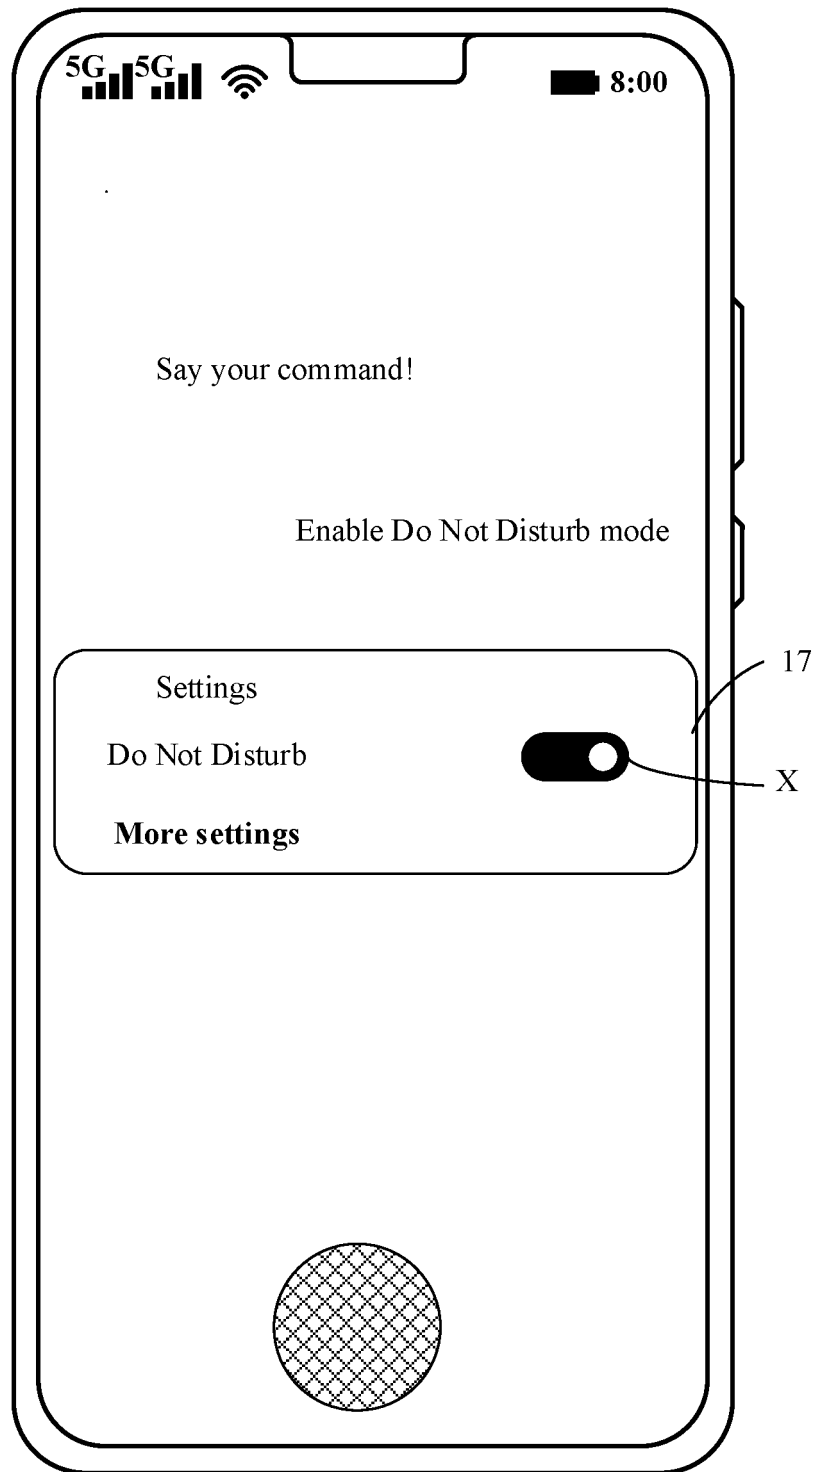 5G 5G 8:00
Say your command!
Enable Do Not Disturb mode
Settings
17
Do Not Disturb
X
More settings